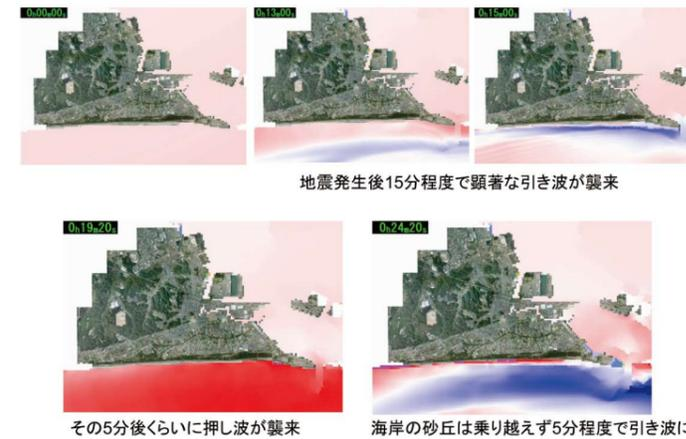 0h00m00s
0h13m00s
0h15m00s
地震発生後15分程度で顕著な引き波が襲来
0h19m20s
0h24m20s
その5分後くらいに押し波が襲来
海岸の砂丘は乗り越えず5分程度で引き波に